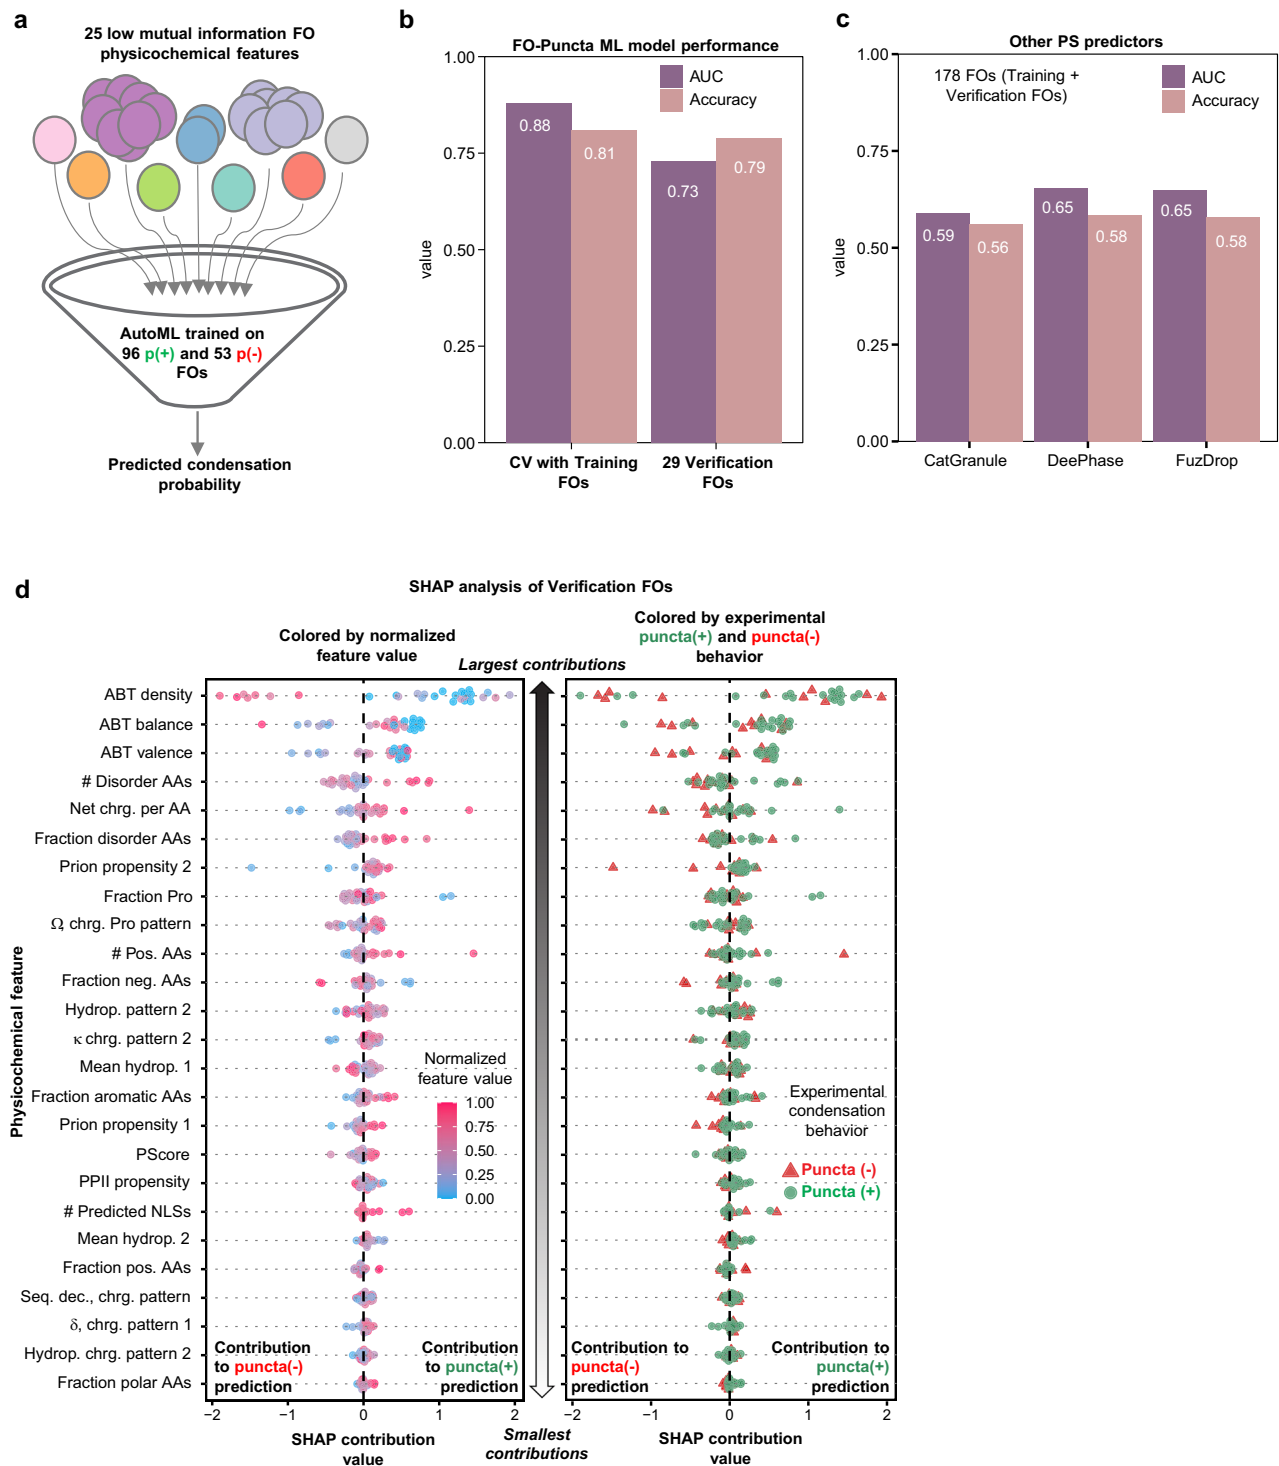 a
25 low mutual information FO
physicochemical features
AutoML trained on
96 p(+) and 53 p(-)
FOs
Predicted condensation
probability
b
FO-Puncta ML model performance
1.00
0.75
0.50
0.25
0.00
value
AUC
Accuracy
0.88
0.81
0.73
0.79
CV with Training
FOs
29 Verification
FOs
c
Other PS predictors
1.00
0.75
0.50
0.25
0.00
value
178 FOs (Training +
Verification FOs)
AUC
Accuracy
0.59
0.56
0.65
0.58
0.65
0.58
CatGranule
DeePhase
FuzDrop
d
SHAP analysis of Verification FOs
Colored by normalized
feature value
Largest contributions
Colored by experimental
puncta(+) and puncta(-)
behavior
Physicochemical feature
ABT density
ABT balance
ABT valence
# Disorder AAs
Net chrg. per AA
Fraction disorder AAs
Prion propensity 2
Fraction Pro
Ω, chrg. Pro pattern
# Pos. AAs
Fraction neg. AAs
Hydrop. pattern 2
κ chrg. pattern 2
Mean hydrop. 1
Fraction aromatic AAs
Prion propensity 1
PScore
PPII propensity
# Predicted NLSs
Mean hydrop. 2
Fraction pos. AAs
Seq. dec., chrg. pattern
δ, chrg. pattern 1
Hydrop. chrg. pattern 2
Fraction polar AAs
Normalized
feature value
1.00
0.75
0.50
0.25
0.00
Contribution
to puncta(-)
prediction
Contribution
to puncta(+)
prediction
−2 −1 0 1 2
SHAP contribution
value
Smallest
contributions
Experimental
condensation
behavior
Puncta (-)
Puncta (+)
Contribution to
puncta(-)
prediction
Contribution to
puncta(+)
prediction
−2 −1 0 1 2
SHAP contribution
value